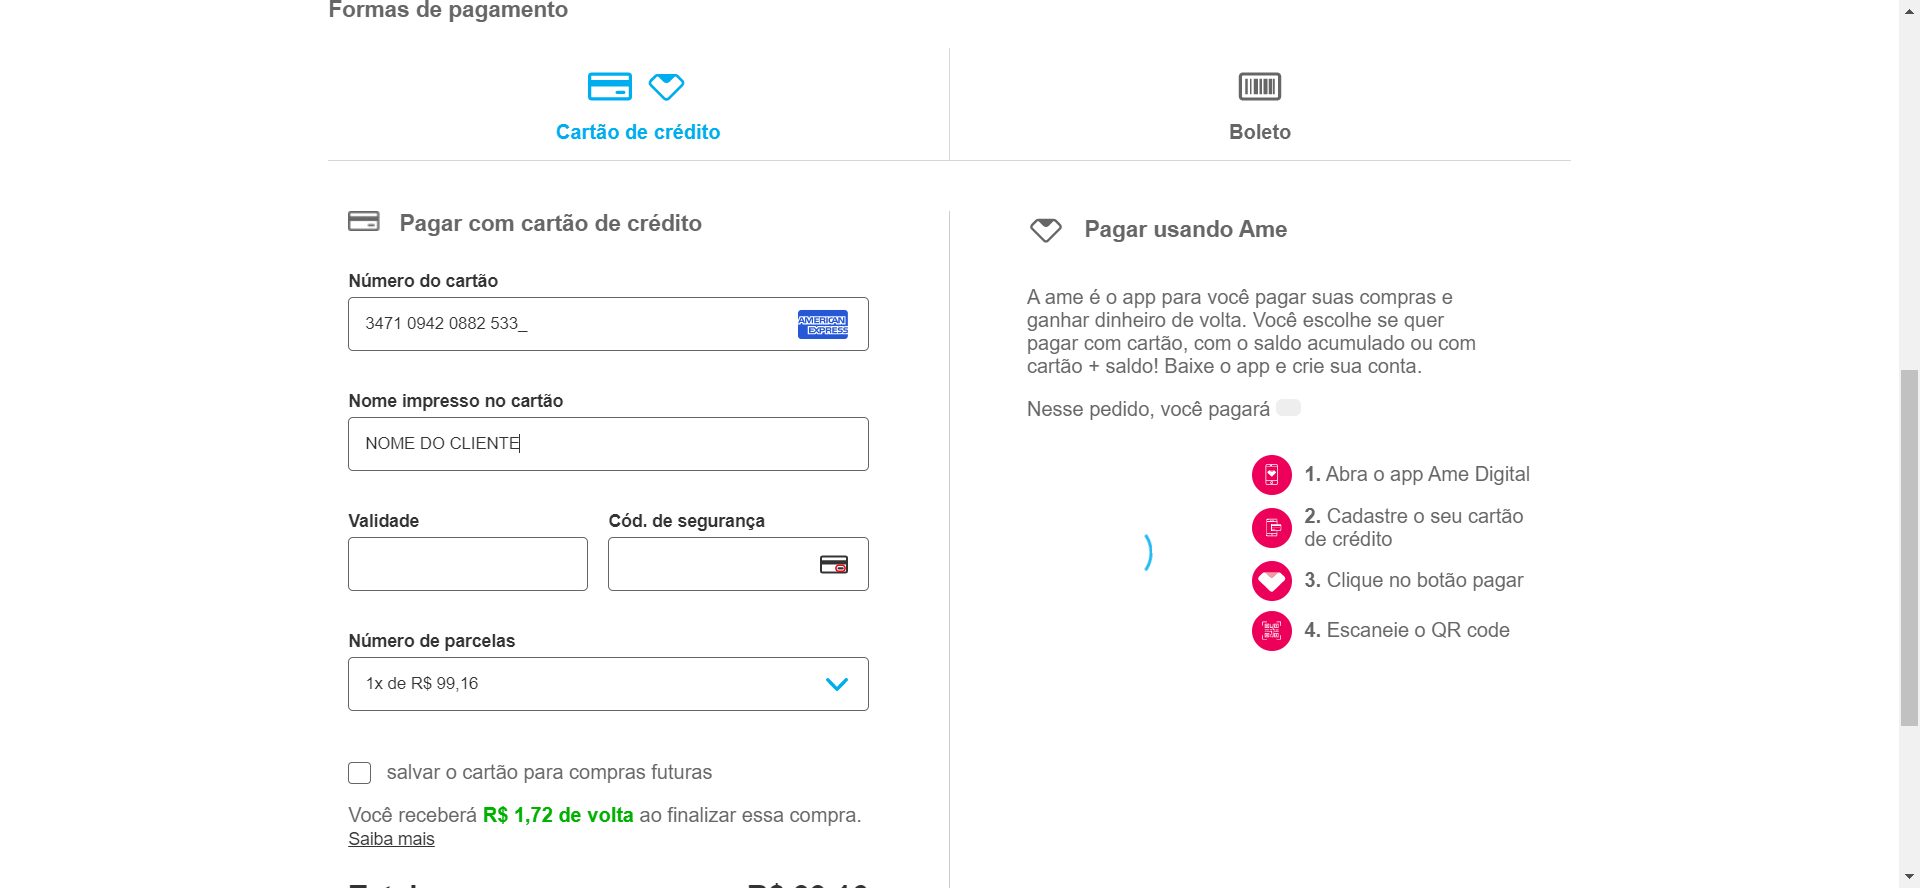 Formas de pagamento
Cartão de crédito
Boleto
Pagar com cartão de crédito
Número do cartão
3471 0942 0882 533_
AMERICAN
EXPRESS
Nome impresso no cartão
NOME DO CLIENTE
Validade
Cód. de segurança
Número de parcelas
1x de R$ 99,16
salvar o cartão para compras futuras
Você receberá R$ 1,72 de volta ao finalizar essa compra.
Saiba mais
Pagar usando Ame
A ame é o app para você pagar suas compras e
ganhar dinheiro de volta. Você escolhe se quer
pagar com cartão, com o saldo acumulado ou com
cartão + saldo! Baixe o app e crie sua conta.
Nesse pedido, você pagará
1. Abra o app Ame Digital
2. Cadastre o seu cartão
de crédito
3. Clique no botão pagar
4. Escaneie o QR code